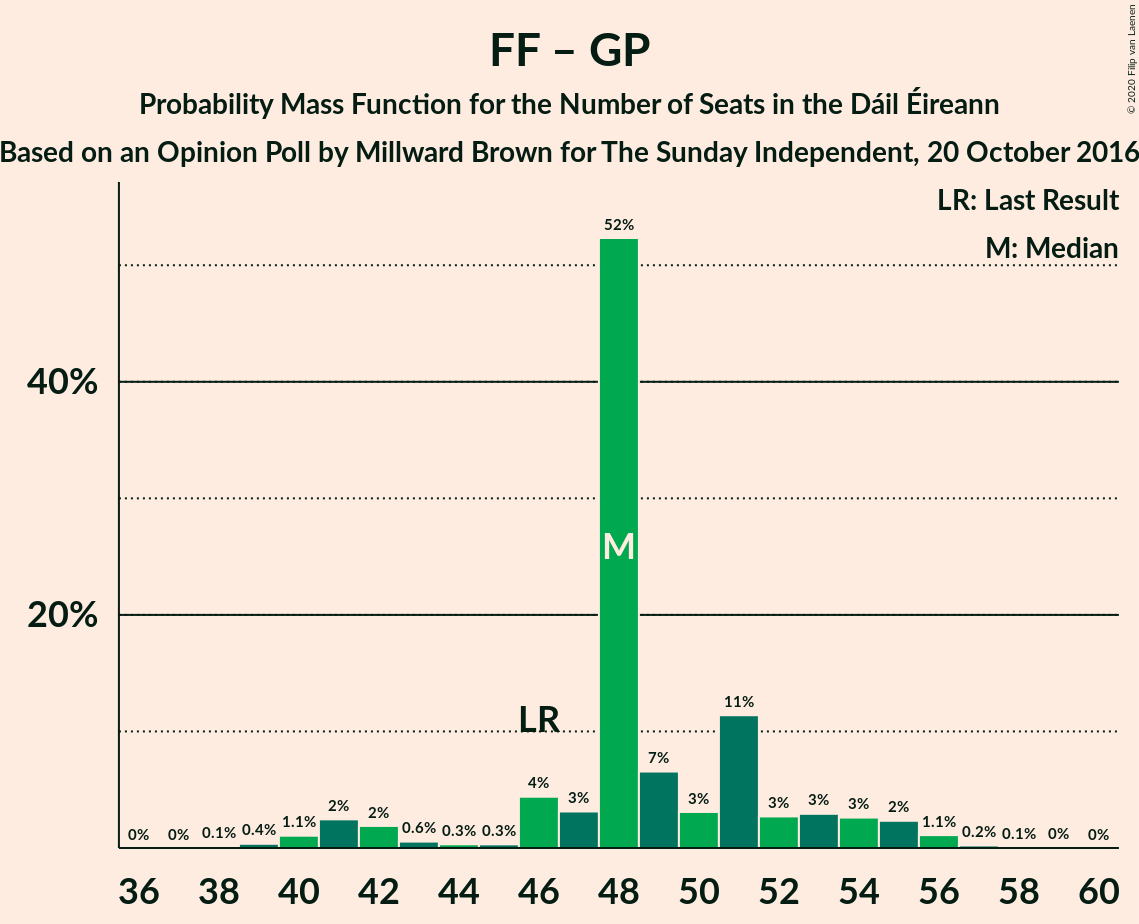 FF – GP
Probability Mass Function for the Number of Seats in the Dáil Éireann
Based on an Opinion Poll by Millward Brown for The Sunday Independent, 20 October 2016
© 2020 Filip van Laenen
LR: Last Result
M: Median
40%
20%
0% 0% 0.1% 0.4% 1.1% 2% 2% 0.6% 0.3% 0.3% 4% 3% 52% 7% 3% 11% 3% 3% 3% 2% 1.1% 0.2% 0.1% 0% 0%
LR
M
36 38 40 42 44 46 48 50 52 54 56 58 60